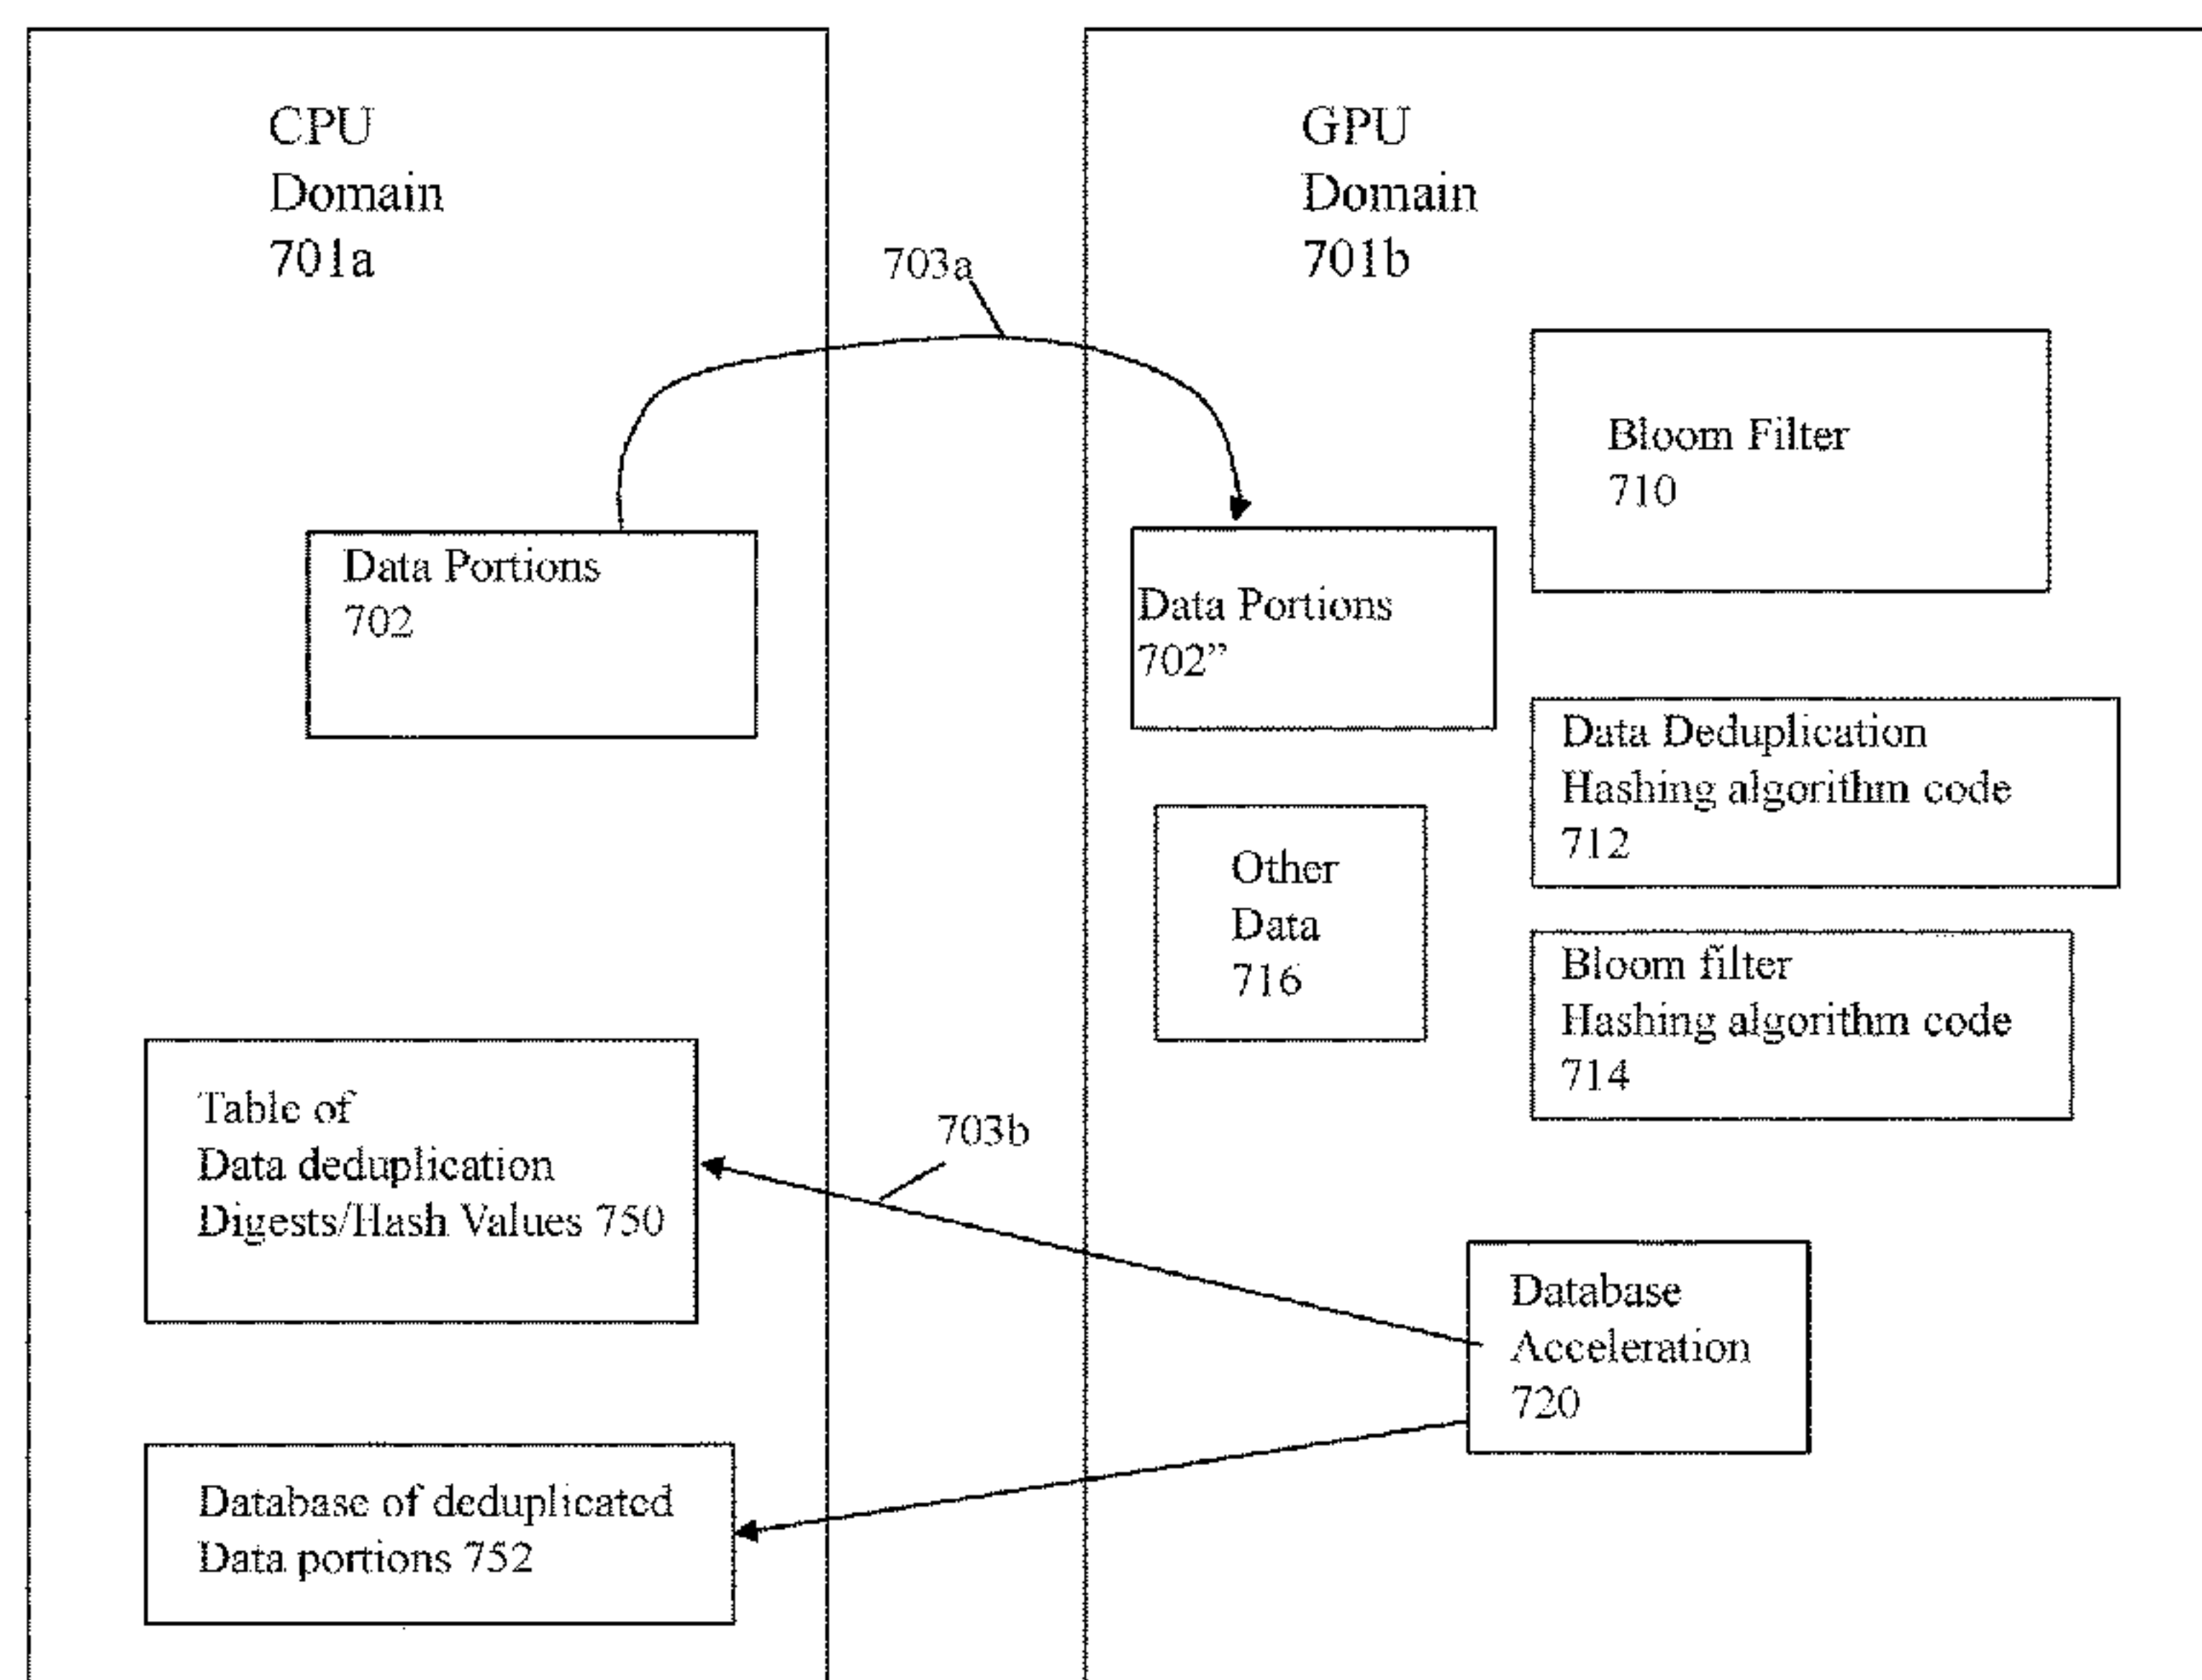 CPU
Domain
701a
GPU
Domain
701b
703a
Bloom Filter
710
Data Portions
702
Data Portions
702”
Data Deduplication
Hashing algorithm code
712
Other
Data
716
Bloom filter
Hashing algorithm code
714
Table of
Data deduplication
Digests/Hash Values 750
703b
Database
Acceleration
720
Database of deduplicated
Data portions 752